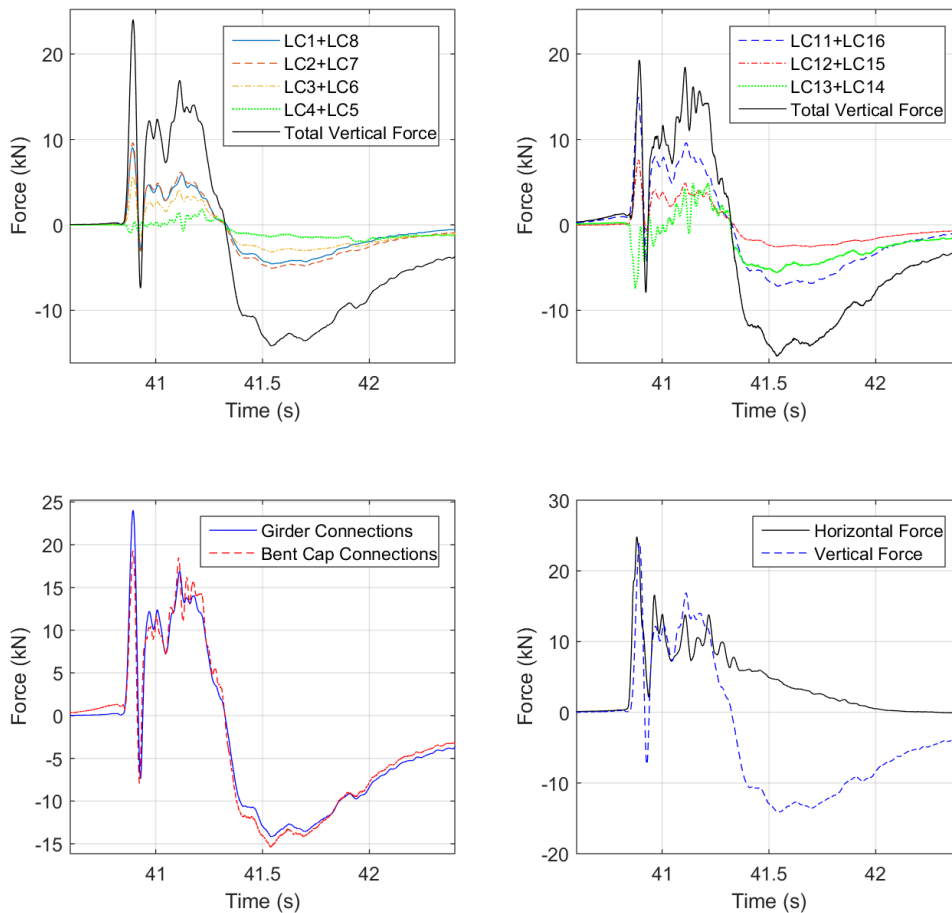 20
10
0
-10
Force (kN)
LC1+LC8
LC2+LC7
LC3+LC6
LC4+LC5
Total Vertical Force
41
41.5
42
Time (s)
20
10
0
-10
Force (kN)
LC11+LC16
LC12+LC15
LC13+LC14
Total Vertical Force
41
41.5
42
Time (s)
25
20
15
10
5
0
-5
-10
-15
Force (kN)
Girder Connections
Bent Cap Connections
41
41.5
42
Time (s)
30
20
10
0
-10
-20
Force (kN)
Horizontal Force
Vertical Force
41
41.5
42
Time (s)